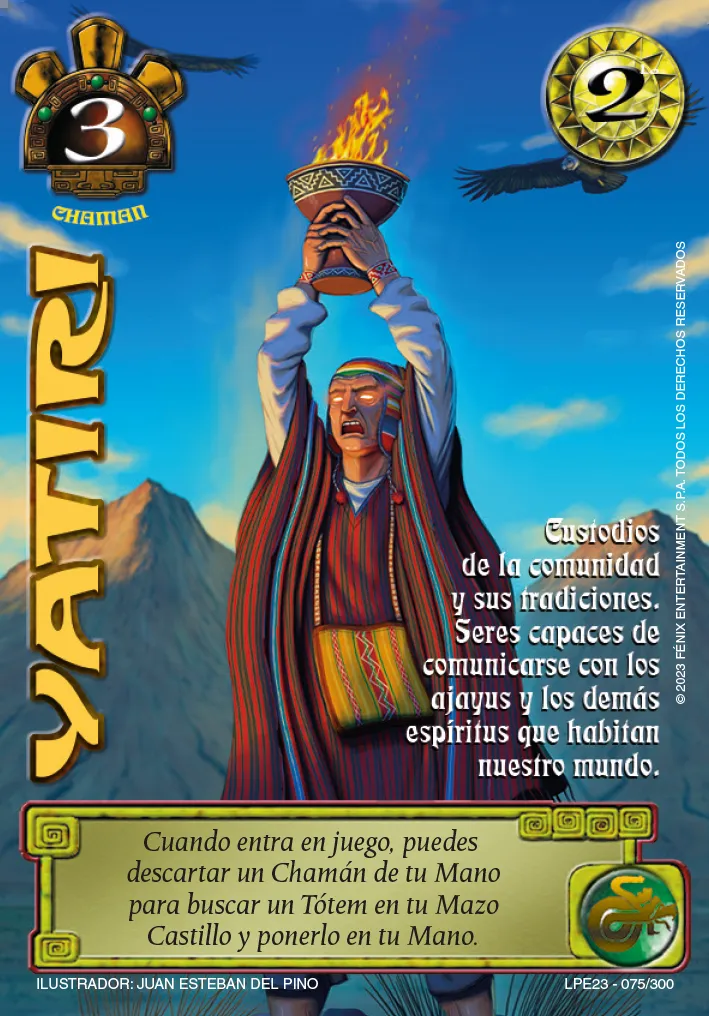 3
2
CHAMAN
YATIRI
Custodios
de la comunidad
y sus tradiciones.
Seres capaces de
comunicarse con los
ajayus y los demás
espíritus que habitan
nuestro mundo.
© 2023 FÉNIX ENTERTAINMENT S.P.A. TODOS LOS DERECHOS RESERVADOS
Cuando entra en juego, puedes
descartar un Chamán de tu Mano
para buscar un Tótem en tu Mazo
Castillo y ponerlo en tu Mano.
ILUSTRADOR: JUAN ESTEBAN DEL PINO
LPE23 - 075/300